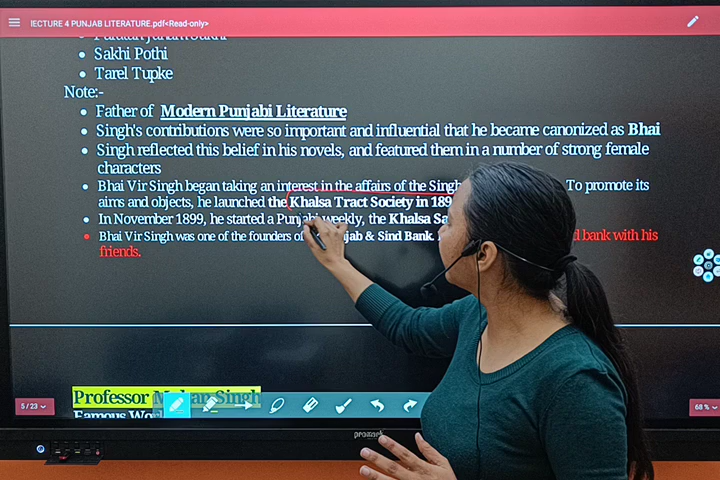 lECTURE 4 PUNJAB LITERATURE.pdf<Read-only>
• Sakhi Pothi
• Tarel Tupke
Note:-
• Father of Modern Punjabi Literature
• Singh's contributions were so important and influential that he became canonized as Bhai
• Singh reflected this belief in his novels, and featured them in a number of strong female
characters
• Bhai Vir Singh began taking an interest in the affairs of the Singh To promote its
aims and objects, he launched the Khalsa Tract Society in 189
• In November 1899, he started a Punjabi weekly, the Khalsa Sa
• Bhai Vir Singh was one of the founders of & Sind Bank. bank with his
friends.
Professor Singh
Famous
5 / 23
68 %
promark